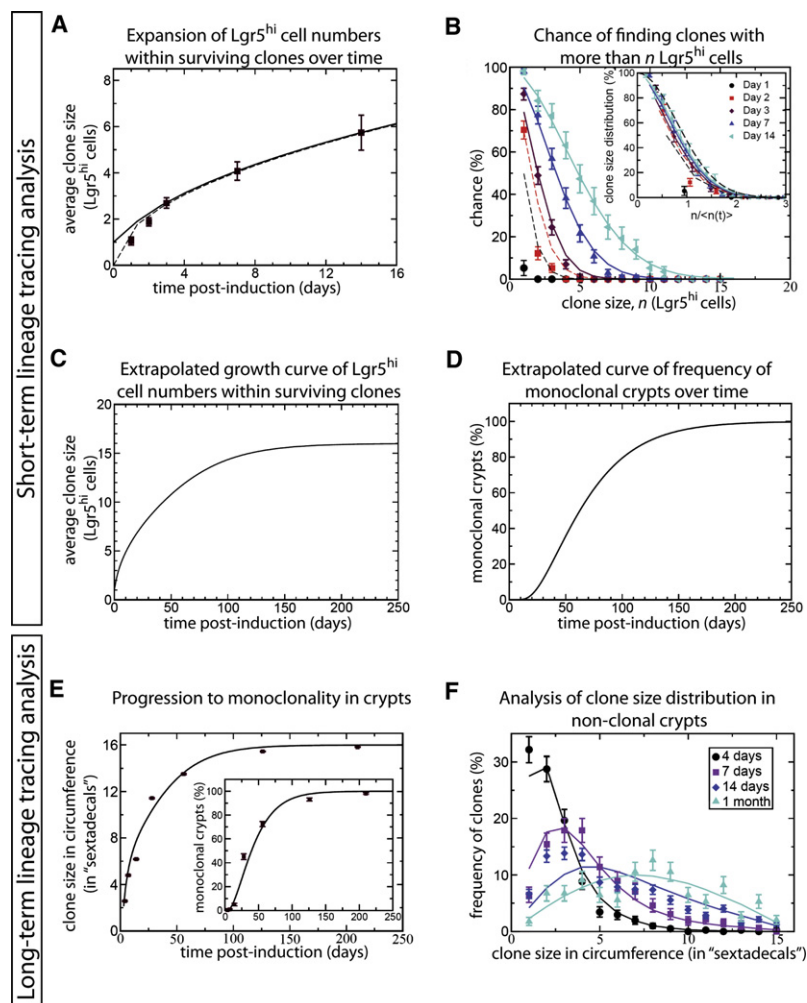 Short-term lineage tracing analysis
A
Expansion of Lgr5hi cell numbers
within surviving clones over time
8
6
4
2
0
average clone size
(Lgr5hi cells)
0 4 8 12 16
time post-induction (days)
B
Chance of finding clones with
more than n Lgr5hi cells
100
80
60
40
20
0
chance (%)
0 5 10 15 20
clone size, n (Lgr5hi cells)
100
80
60
40
20
0
clone size distribution (%)
0 1 2 3
n/<n(t)>
Day 1
Day 2
Day 3
Day 7
Day 14
C
Extrapolated growth curve of Lgr5hi
cell numbers within surviving clones
20
15
10
5
0
average clone size
(Lgr5hi cells)
0 50 100 150 200 250
time post-induction (days)
D
Extrapolated curve of frequency of
monoclonal crypts over time
100
80
60
40
20
0
monoclonal crypts (%)
0 50 100 150 200 250
time post-induction (days)
Long-term lineage tracing analysis
E
Progression to monoclonality in crypts
16
12
8
4
0
clone size in circumference
(in "sextadecals")
0 50 100 150 200 250
time post-induction (days)
100
80
60
40
20
0
monoclonal crypts (%)
0 50 100 150 200 250
F
Analysis of clone size distribution in
non-clonal crypts
30
20
10
0
frequency of clones (%)
0 5 10 15
clone size in circumference (in "sextadecals")
4 days
7 days
14 days
1 month